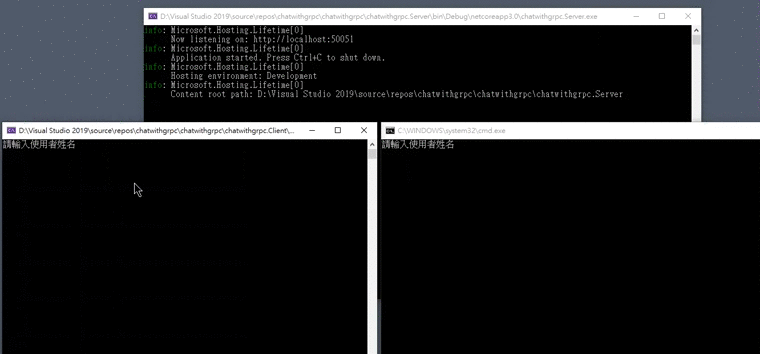 D:\Visual Studio 2019\source\repos\chatwithgrpc\chatwithgrpc\chatwithgrpc.Server\bin\Debug\netcoreapp3.0\chatwithgrpc.Server.exe
info: Microsoft.Hosting.Lifetime[0]
Now listening on: http://localhost:50051
info: Microsoft.Hosting.Lifetime[0]
Application started. Press Ctrl+C to shut down.
info: Microsoft.Hosting.Lifetime[0]
Hosting environment: Development
info: Microsoft.Hosting.Lifetime[0]
Content root path: D:\Visual Studio 2019\source\repos\chatwithgrpc\chatwithgrpc\chatwithgrpc.Server
D:\Visual Studio 2019\source\repos\chatwithgrpc\chatwithgrpc\chatwithgrpc.Client\...
請輸入使用者姓名
C:\WINDOWS\system32\cmd.exe
請輸入使用者姓名